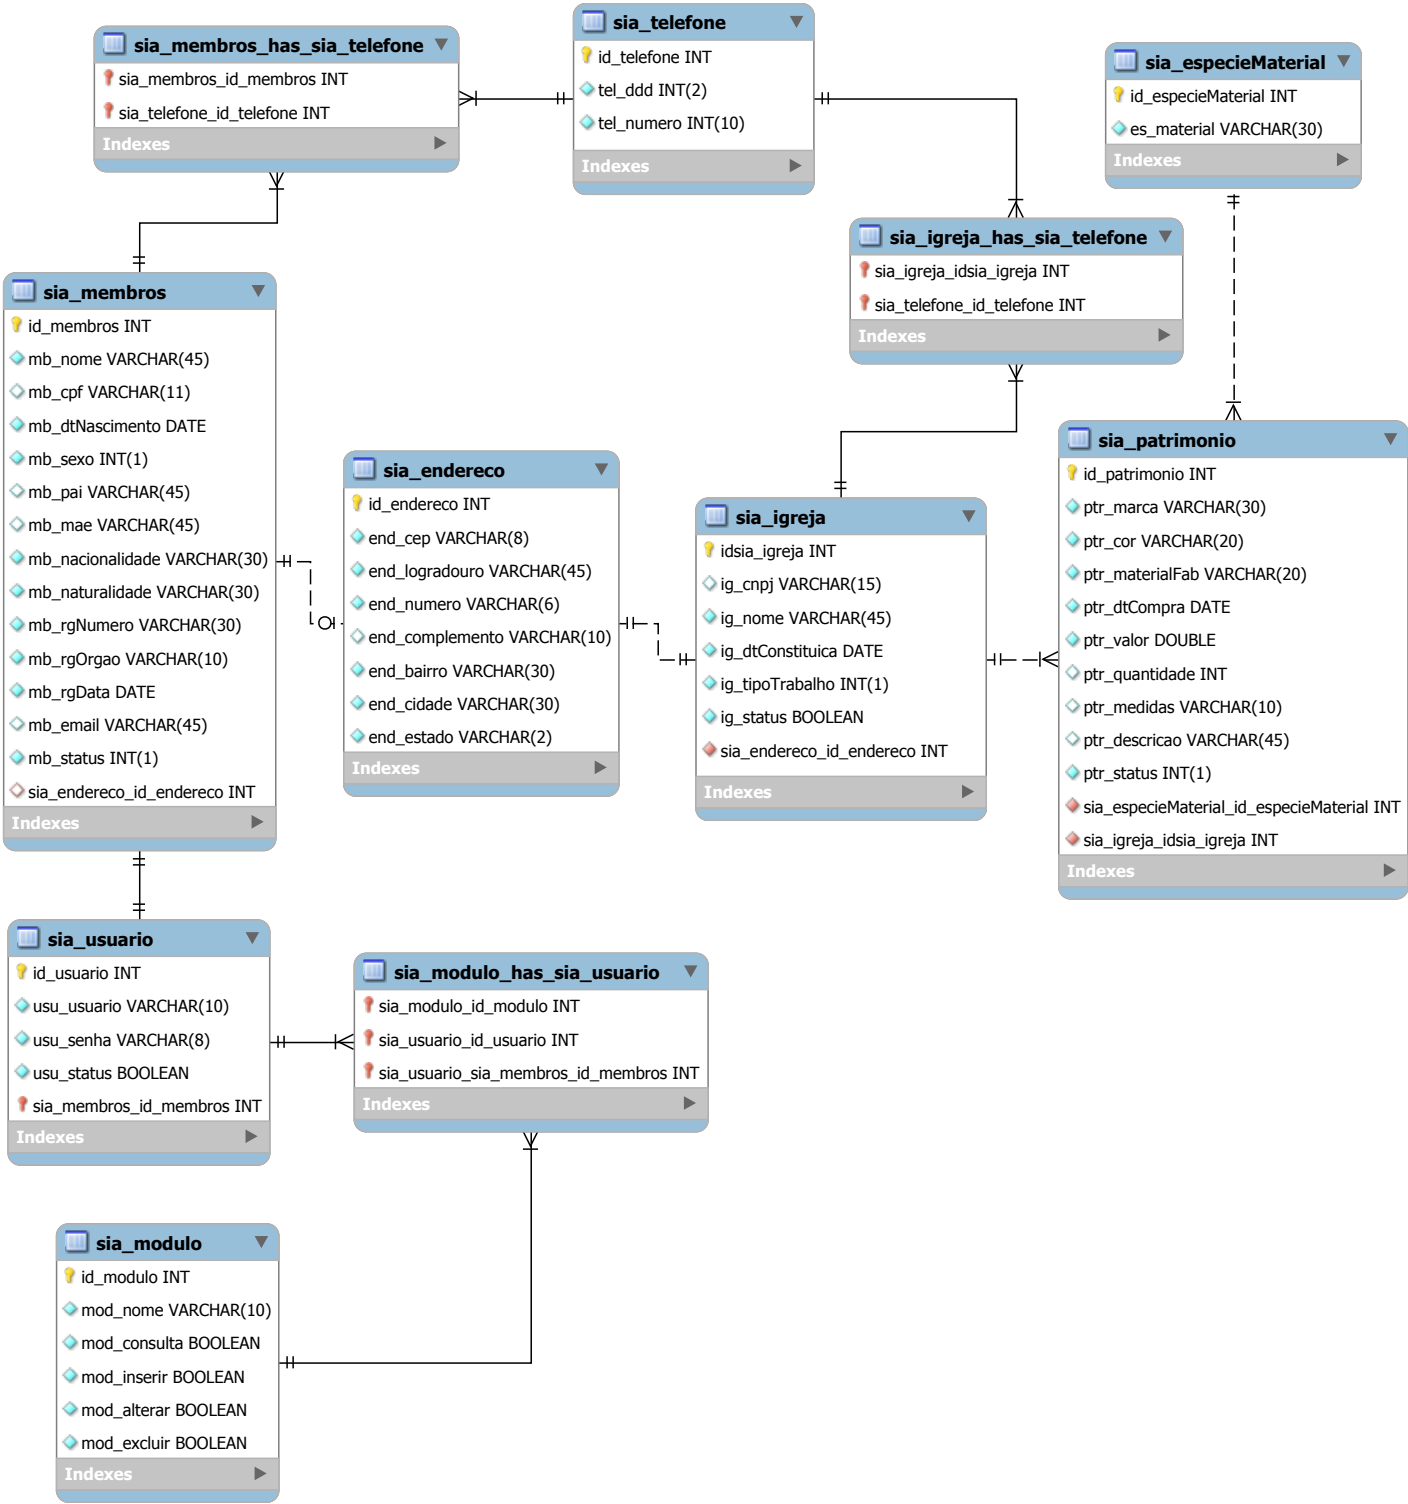 sia_membros_has_sia_telefone
sia_membros_id_membros INT
sia_telefone_id_telefone INT
Indexes
sia_telefone
id_telefone INT
tel_ddd INT(2)
tel_numero INT(10)
Indexes
sia_especieMaterial
id_especieMaterial INT
es_material VARCHAR(30)
Indexes
sia_igreja_has_sia_telefone
sia_igreja_idsia_igreja INT
sia_telefone_id_telefone INT
Indexes
sia_membros
id_membros INT
mb_nome VARCHAR(45)
mb_cpf VARCHAR(11)
mb_dtNascimento DATE
mb_sexo INT(1)
mb_pai VARCHAR(45)
mb_mae VARCHAR(45)
mb_nacionalidade VARCHAR(30)
mb_naturalidade VARCHAR(30)
mb_rgNumero VARCHAR(30)
mb_rgOrgao VARCHAR(10)
mb_rgData DATE
mb_email VARCHAR(45)
mb_status INT(1)
sia_endereco_id_endereco INT
Indexes
sia_endereco
id_endereco INT
end_cep VARCHAR(8)
end_logradouro VARCHAR(45)
end_numero VARCHAR(6)
end_complemento VARCHAR(10)
end_bairro VARCHAR(30)
end_cidade VARCHAR(30)
end_estado VARCHAR(2)
Indexes
sia_igreja
idsia_igreja INT
ig_cnpj VARCHAR(15)
ig_nome VARCHAR(45)
ig_dtConstituica DATE
ig_tipoTrabalho INT(1)
ig_status BOOLEAN
sia_endereco_id_endereco INT
Indexes
sia_patrimonio
id_patrimonio INT
ptr_marca VARCHAR(30)
ptr_cor VARCHAR(20)
ptr_materialFab VARCHAR(20)
ptr_dtCompra DATE
ptr_valor DOUBLE
ptr_quantidade INT
ptr_medidas VARCHAR(10)
ptr_descricao VARCHAR(45)
ptr_status INT(1)
sia_especieMaterial_id_especieMaterial INT
sia_igreja_idsia_igreja INT
Indexes
sia_usuario
id_usuario INT
usu_usuario VARCHAR(10)
usu_senha VARCHAR(8)
usu_status BOOLEAN
sia_membros_id_membros INT
Indexes
sia_modulo_has_sia_usuario
sia_modulo_id_modulo INT
sia_usuario_id_usuario INT
sia_usuario_sia_membros_id_membros INT
Indexes
sia_modulo
id_modulo INT
mod_nome VARCHAR(10)
mod_consulta BOOLEAN
mod_inserir BOOLEAN
mod_alterar BOOLEAN
mod_excluir BOOLEAN
Indexes